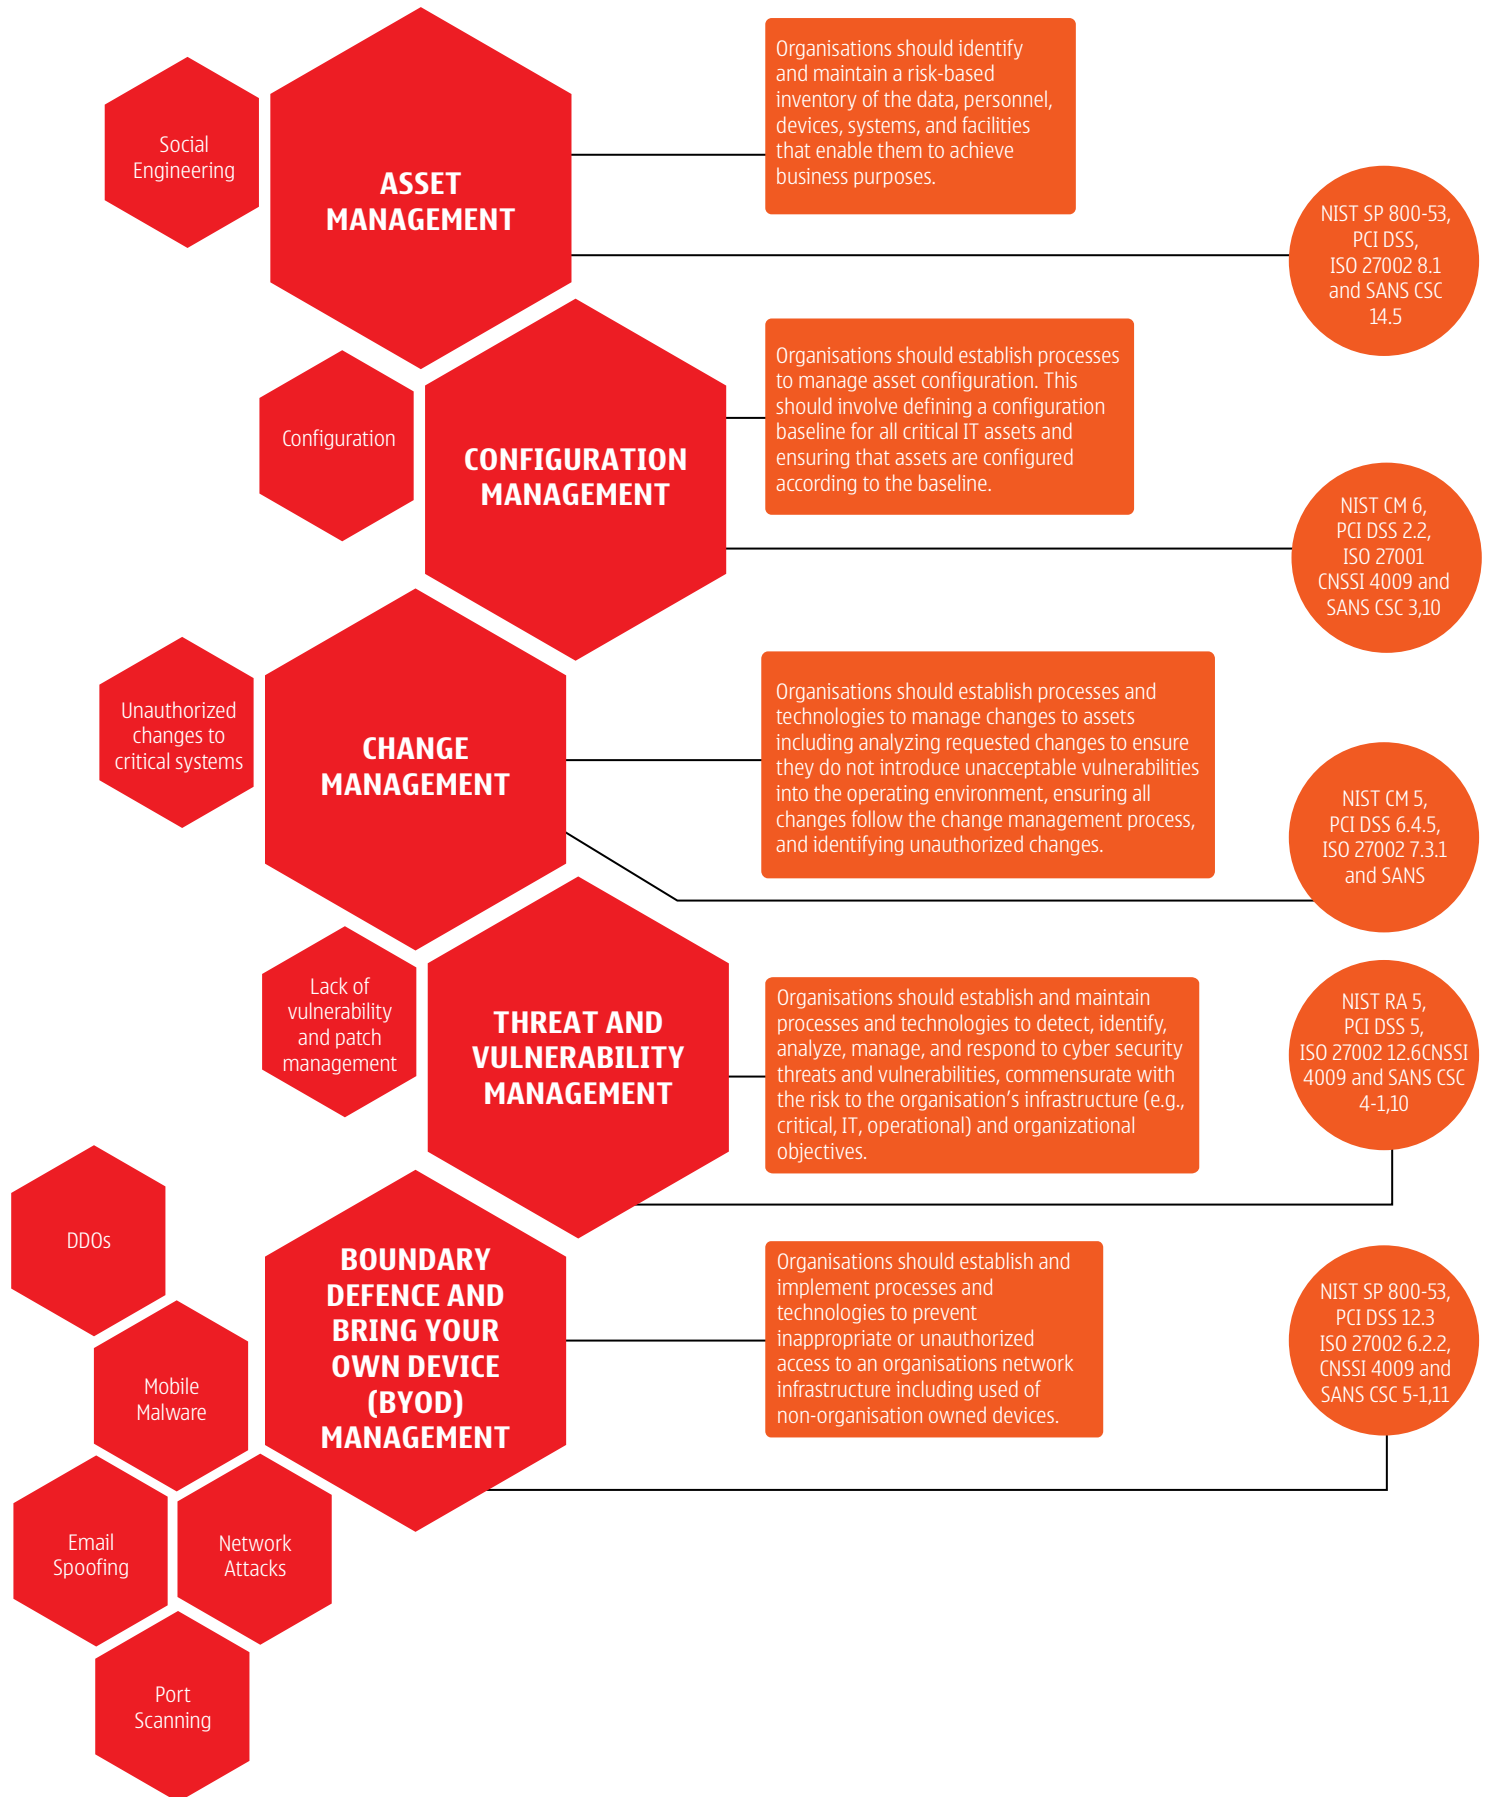 Social
Engineering
ASSET
MANAGEMENT
Organisations should identify
and maintain a risk-based
inventory of the data, personnel,
devices, systems, and facilities
that enable them to achieve
business purposes.
NIST SP 800-53,
PCI DSS,
ISO 27002 8.1
and SANS CSC
14.5
Configuration
CONFIGURATION
MANAGEMENT
Organisations should establish processes
to manage asset configuration. This
should involve defining a configuration
baseline for all critical IT assets and
ensuring that assets are configured
according to the baseline.
NIST CM 6,
PCI DSS 2.2,
ISO 27001
CNSSI 4009 and
SANS CSC 3,10
Unauthorized
changes to
critical systems
CHANGE
MANAGEMENT
Organisations should establish processes and
technologies to manage changes to assets
including analyzing requested changes to ensure
they do not introduce unacceptable vulnerabilities
into the operating environment, ensuring all
changes follow the change management process,
and identifying unauthorized changes.
NIST CM 5,
PCI DSS 6.4.5,
ISO 27002 7.3.1
and SANS
Lack of
vulnerability
and patch
management
THREAT AND
VULNERABILITY
MANAGEMENT
Organisations should establish and maintain
processes and technologies to detect, identify,
analyze, manage, and respond to cyber security
threats and vulnerabilities, commensurate with
the risk to the organisation’s infrastructure (e.g.,
critical, IT, operational) and organizational
objectives.
NIST RA 5,
PCI DSS 5,
ISO 27002 12.6CNSSI
4009 and SANS CSC
4-1,10
DDOs
Mobile
Malware
Email
Spoofing
Network
Attacks
Port
Scanning
BOUNDARY
DEFENCE AND
BRING YOUR
OWN DEVICE
(BYOD)
MANAGEMENT
Organisations should establish and
implement processes and
technologies to prevent
inappropriate or unauthorized
access to an organisations network
infrastructure including used of
non-organisation owned devices.
NIST SP 800-53,
PCI DSS 12.3
ISO 27002 6.2.2,
CNSSI 4009 and
SANS CSC 5-1,11